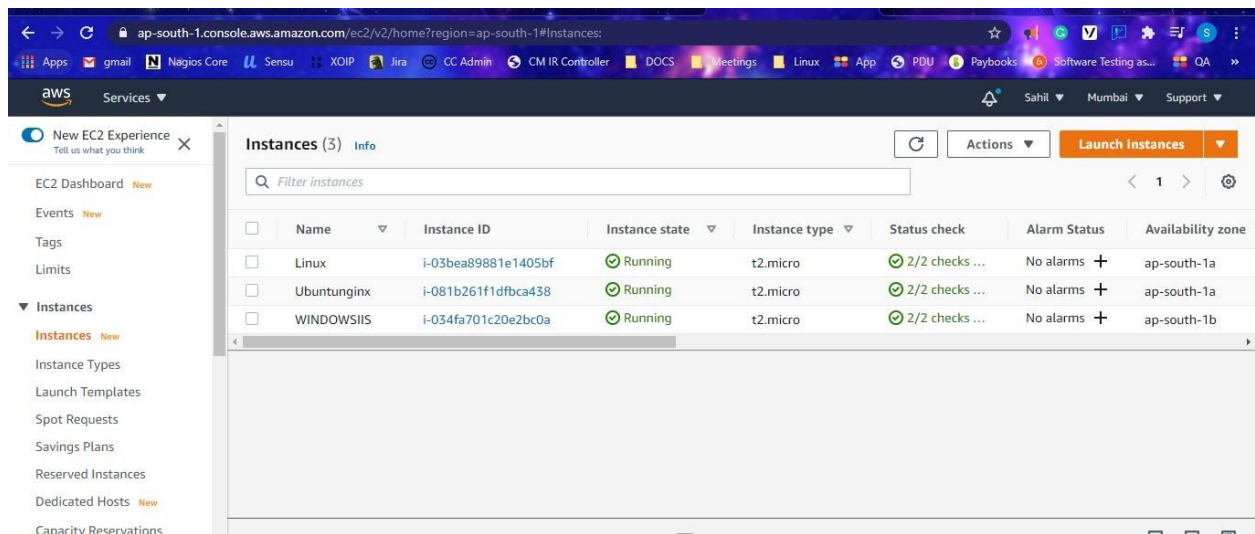 ap-south-1.console.aws.amazon.com/ec2/v2/home?region=ap-south-1#Instances:
Apps gmail Nagios Core Sensu XOIP Jira CC Admin CM IR Controller DOCS Meetings Linux App PDU Paybooks Software Testing as... QA »
aws Services ▼ Sahil ▼ Mumbai ▼ Support ▼
New EC2 Experience
Tell us what you think
EC2 Dashboard New
Events New
Tags
Limits
Instances
Instances New
Instance Types
Launch Templates
Spot Requests
Savings Plans
Reserved Instances
Dedicated Hosts New
Capacity Reservations
Instances (3) Info Actions ▼ Launch instances ▼
Filter instances < 1 >
Name Instance ID Instance state Instance type Status check Alarm Status Availability zone
Linux i-03bea89881e1405bf Running t2.micro 2/2 checks ... No alarms + ap-south-1a
Ubuntunginx i-081b261f1dfbca438 Running t2.micro 2/2 checks ... No alarms + ap-south-1a
WINDOWSIIS i-034fa701c20e2bc0a Running t2.micro 2/2 checks ... No alarms + ap-south-1b